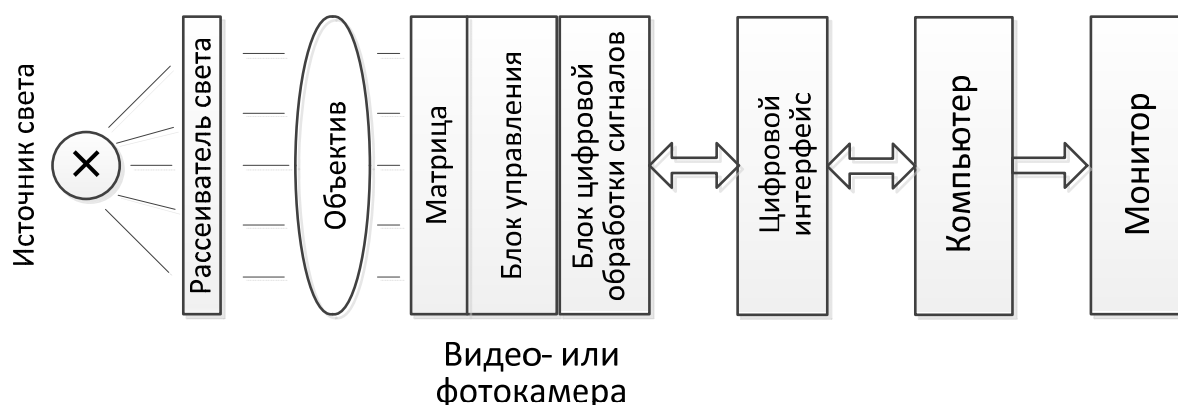 Источник света
Рассеиватель света
Объектив
Матрица
Блок управления
Блок цифровой
обработки сигналов
Цифровой
интерфейс
Компьютер
Монитор
Видео- или
фотокамера